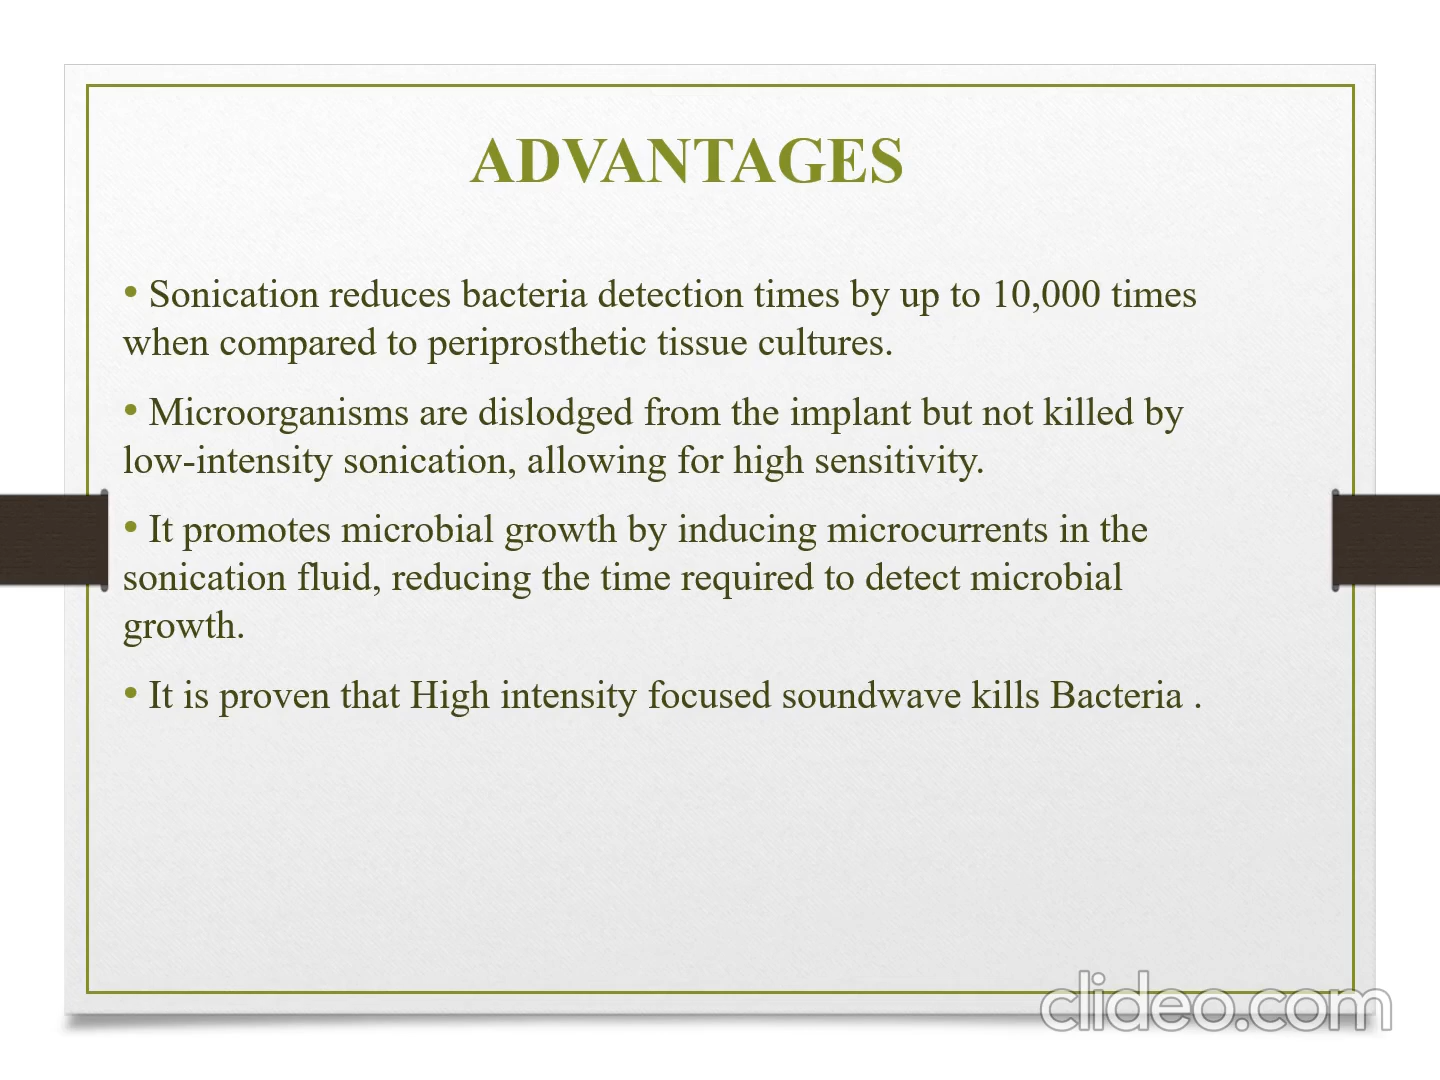 ADVANTAGES
• Sonication reduces bacteria detection times by up to 10,000 times
when compared to periprosthetic tissue cultures.
• Microorganisms are dislodged from the implant but not killed by
low-intensity sonication, allowing for high sensitivity.
• It promotes microbial growth by inducing microcurrents in the
sonication fluid, reducing the time required to detect microbial
growth.
• It is proven that High intensity focused soundwave kills Bacteria .
clideo.com